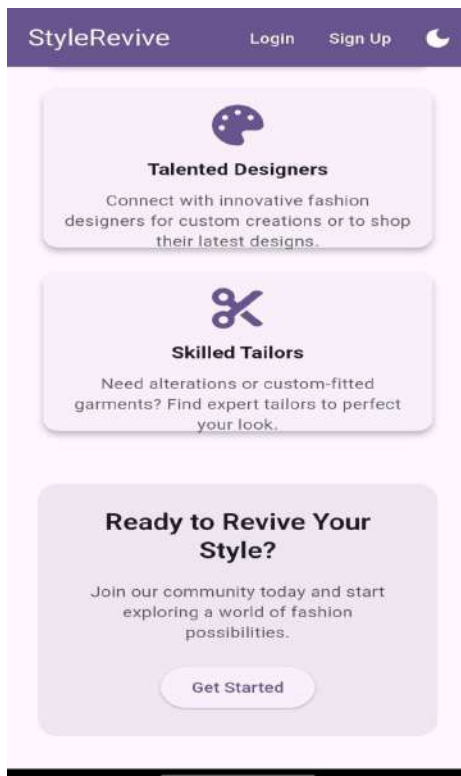 StyleRevive Login Sign Up
Talented Designers
Connect with innovative fashion
designers for custom creations or to shop
their latest designs.
Skilled Tailors
Need alterations or custom-fitted
garments? Find expert tailors to perfect
your look.
Ready to Revive Your
Style?
Join our community today and start
exploring a world of fashion
possibilities.
Get Started